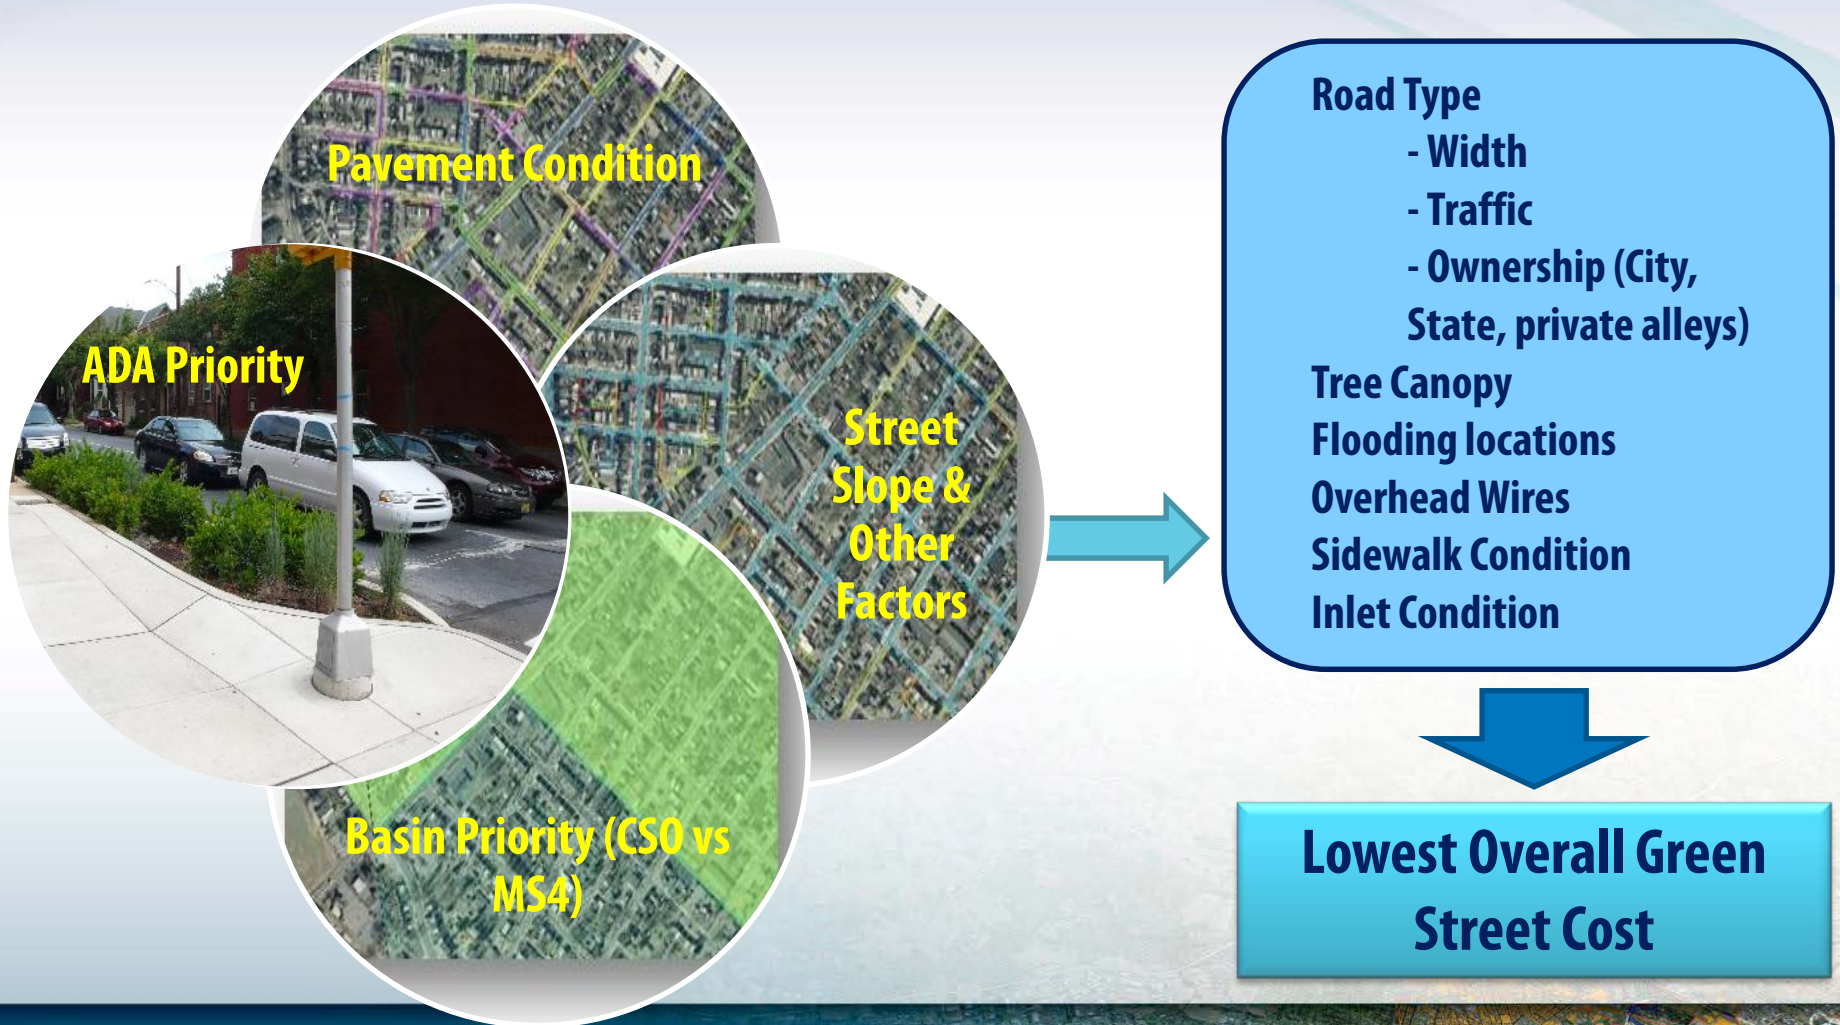 Pavement Condition
ADA Priority
Street
Slope &
Other
Factors
Basin Priority (CSO vs
MS4)
Road Type
- Width
- Traffic
- Ownership (City,
State, private alleys)
Tree Canopy
Flooding locations
Overhead Wires
Sidewalk Condition
Inlet Condition
Lowest Overall Green
Street Cost